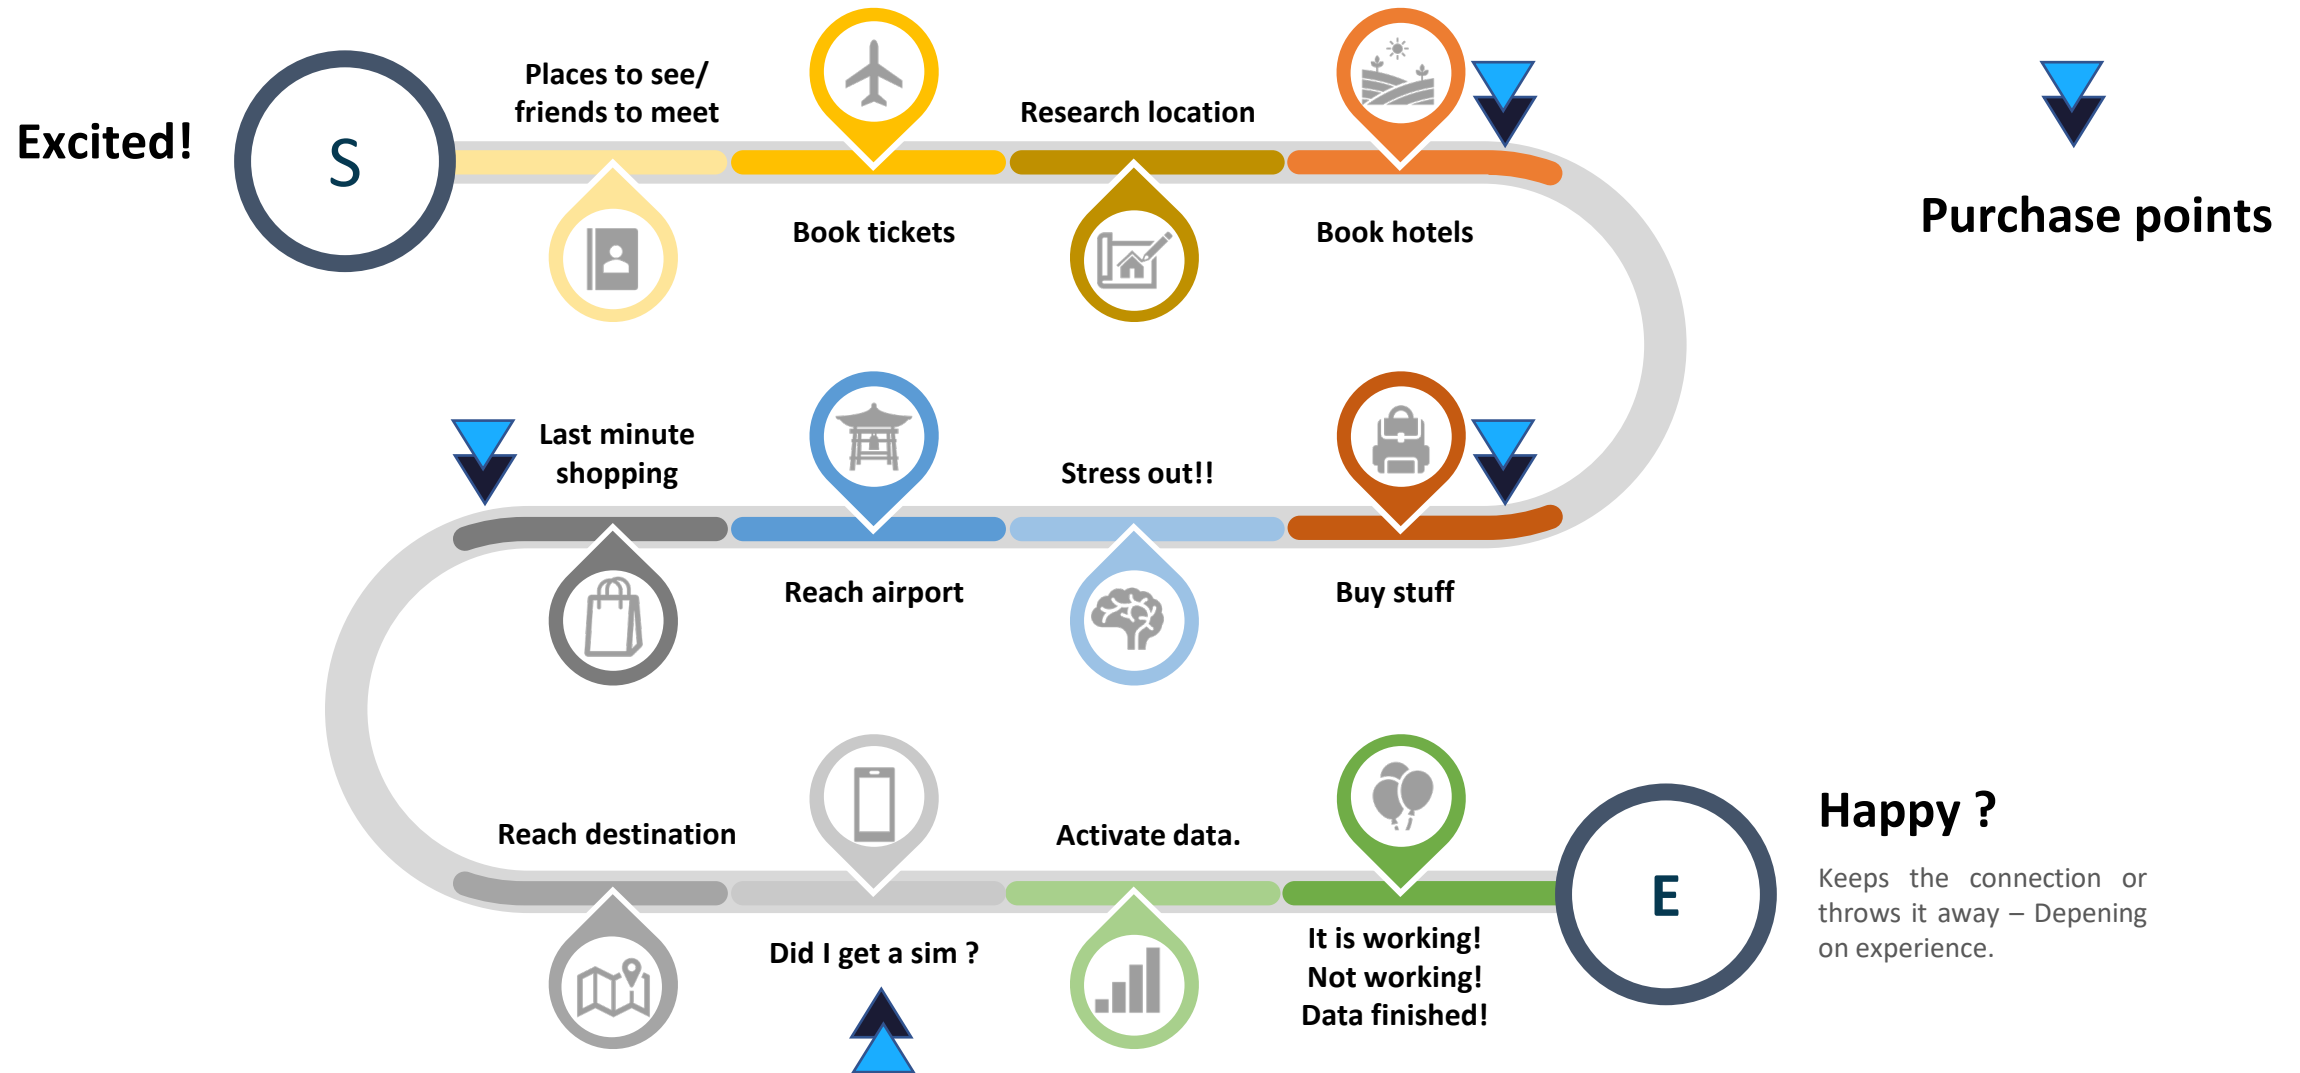 Excited!
S
Places to see/
friends to meet
Book tickets
Research location
Book hotels
Purchase points
Buy stuff
Stress out!!
Reach airport
Last minute
shopping
Reach destination
Did I get a sim ?
Activate data.
It is working!
Not working!
Data finished!
E
Happy ?
Keeps the connection or
throws it away – Depening
on experience.